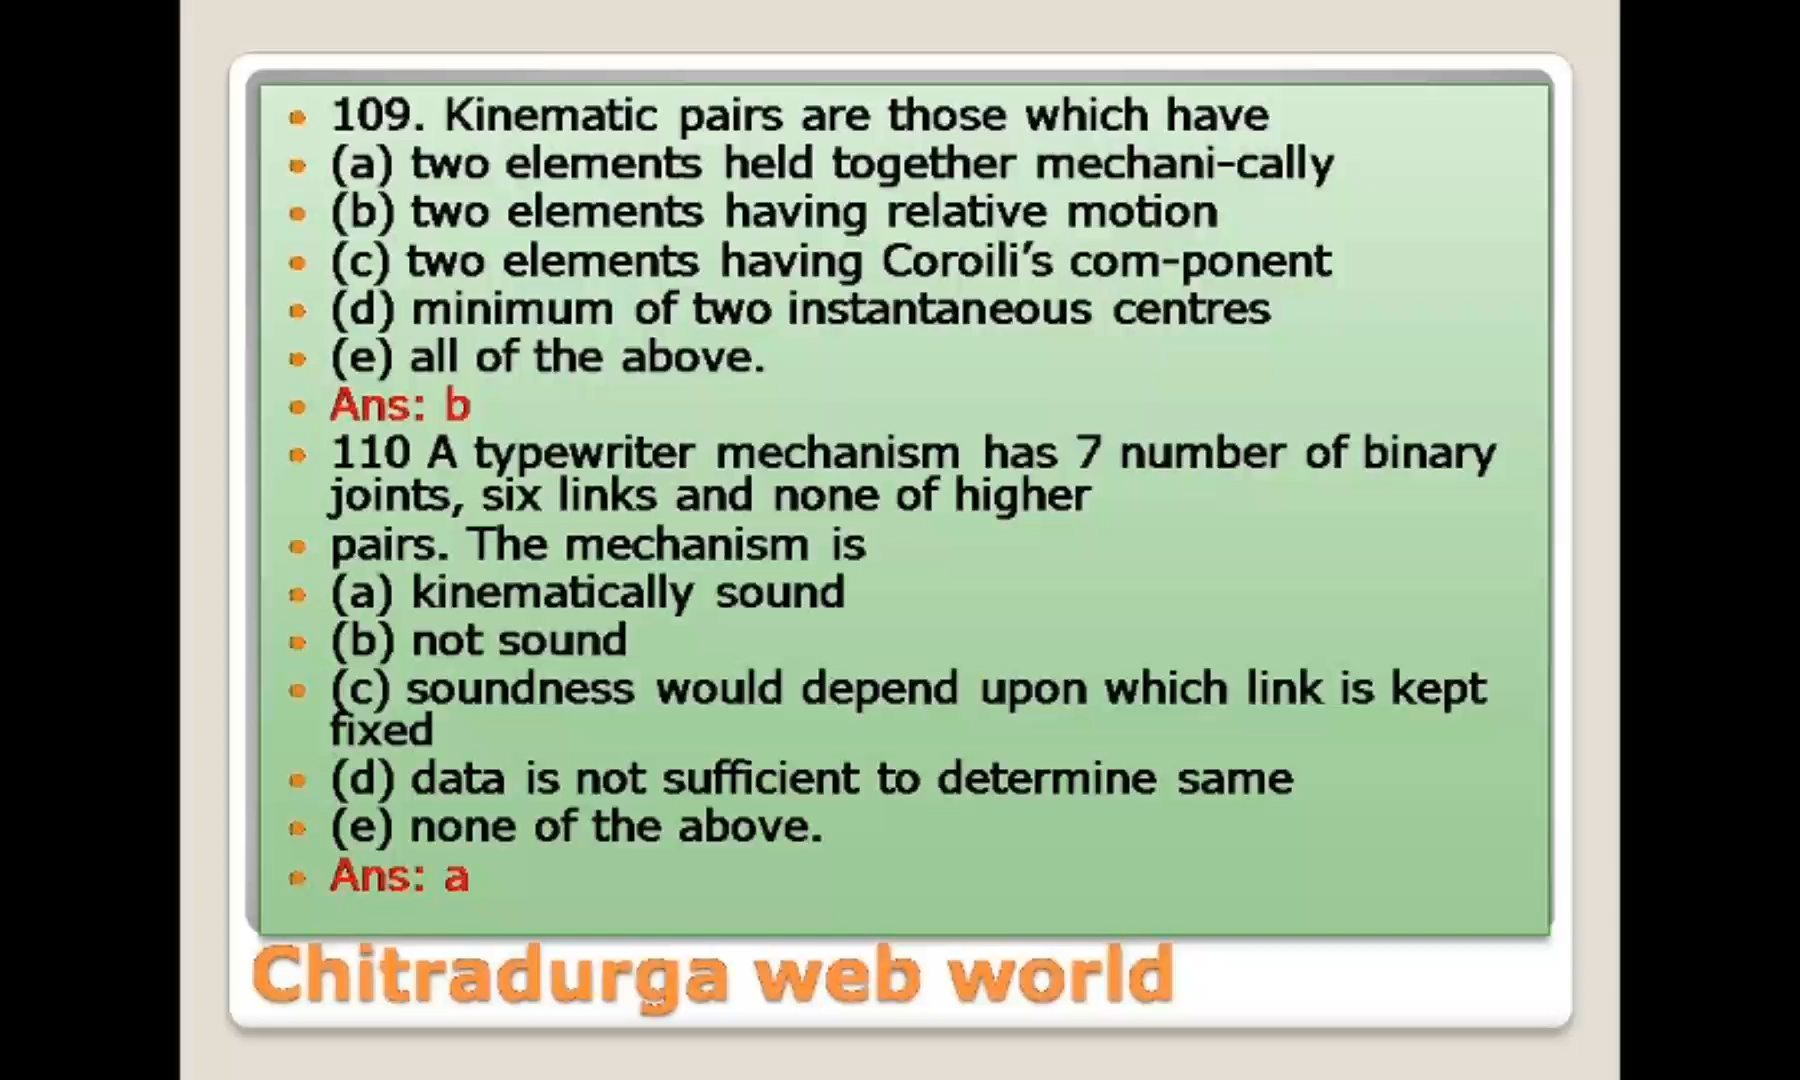 109. Kinematic pairs are those which have
(a) two elements held together mechani-cally
(b) two elements having relative motion
(c) two elements having Coroili’s com-ponent
(d) minimum of two instantaneous centres
(e) all of the above.
Ans: b
110 A typewriter mechanism has 7 number of binary
joints, six links and none of higher
pairs. The mechanism is
(a) kinematically sound
(b) not sound
(c) soundness would depend upon which link is kept
fixed
(d) data is not sufficient to determine same
(e) none of the above.
Ans: a
Chitradurga web world